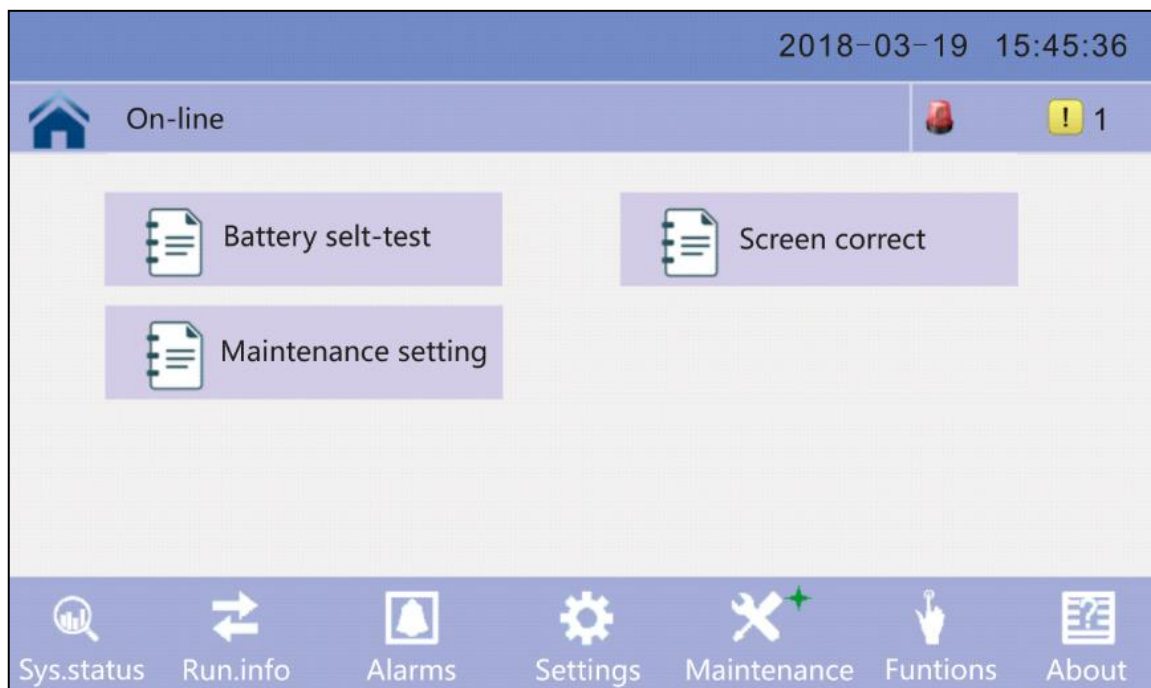 2018-03-19 15:45:36
On-line ! 1
Battery selt-test Screen correct
Maintenance setting
Sys.status Run.info Alarms Settings Maintenance Funtions About